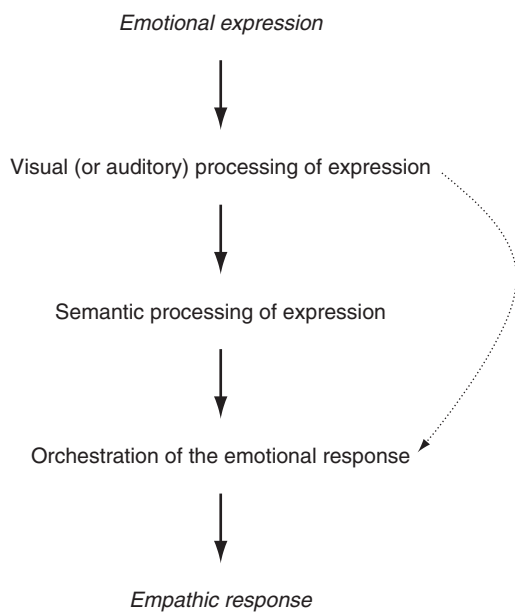 Emotional expression
Visual (or auditory) processing of expression
Semantic processing of expression
Orchestration of the emotional response
Empathic response